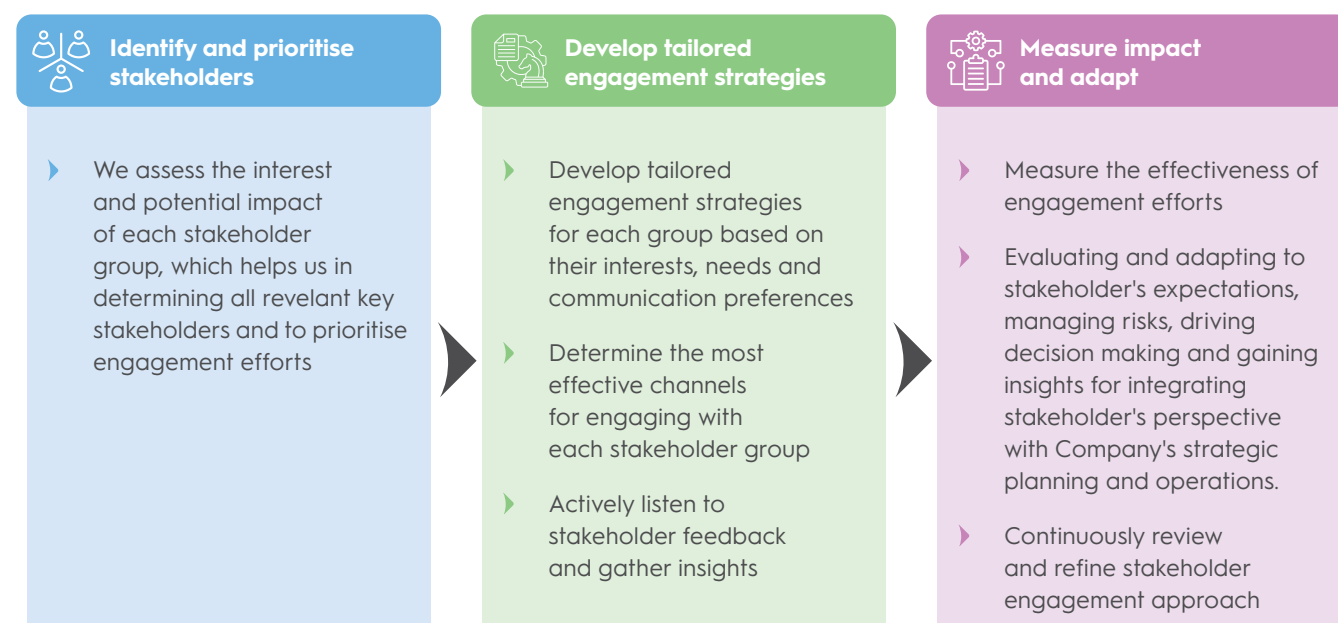 Identify and prioritise
stakeholders
We assess the interest
and potential impact
of each stakeholder
group, which helps us in
determining all revelant key
stakeholders and to prioritise
engagement efforts
Develop tailored
engagement strategies
Develop tailored
engagement strategies
for each group based on
their interests, needs and
communication preferences
Determine the most
effective channels
for engaging with
each stakeholder group
Actively listen to
stakeholder feedback
and gather insights
Measure impact
and adapt
Measure the effectiveness of
engagement efforts
Evaluating and adapting to
stakeholder's expectations,
managing risks, driving
decision making and gaining
insights for integrating
stakeholder's perspective
with Company's strategic
planning and operations.
Continuously review
and refine stakeholder
engagement approach